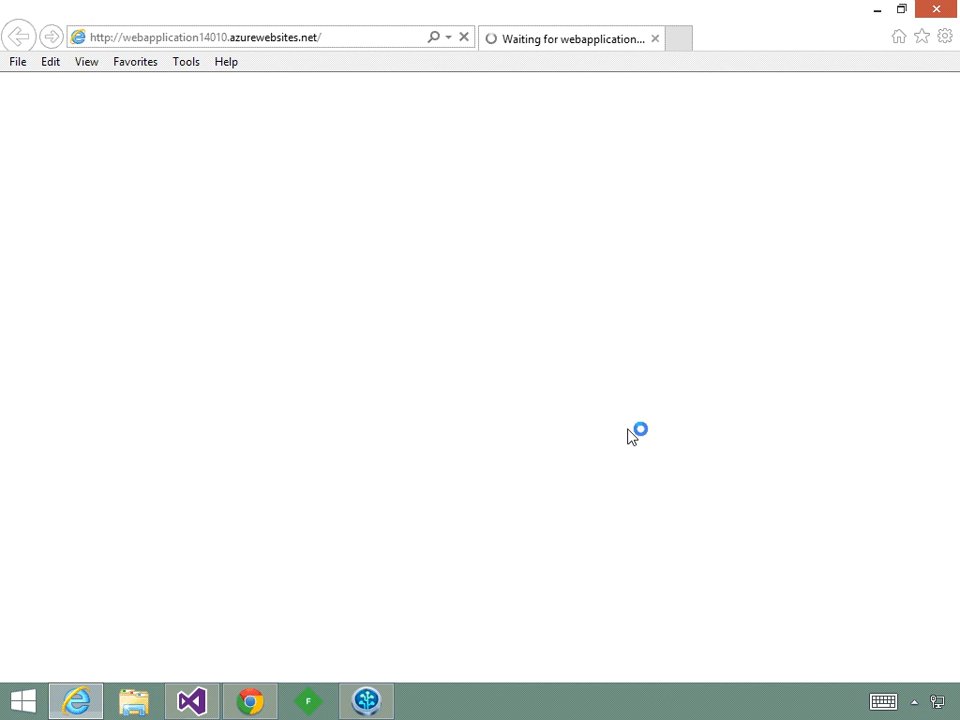 http://webapplication14010.azurewebsites.net/
Waiting for webapplication...
File Edit View Favorites Tools Help
F